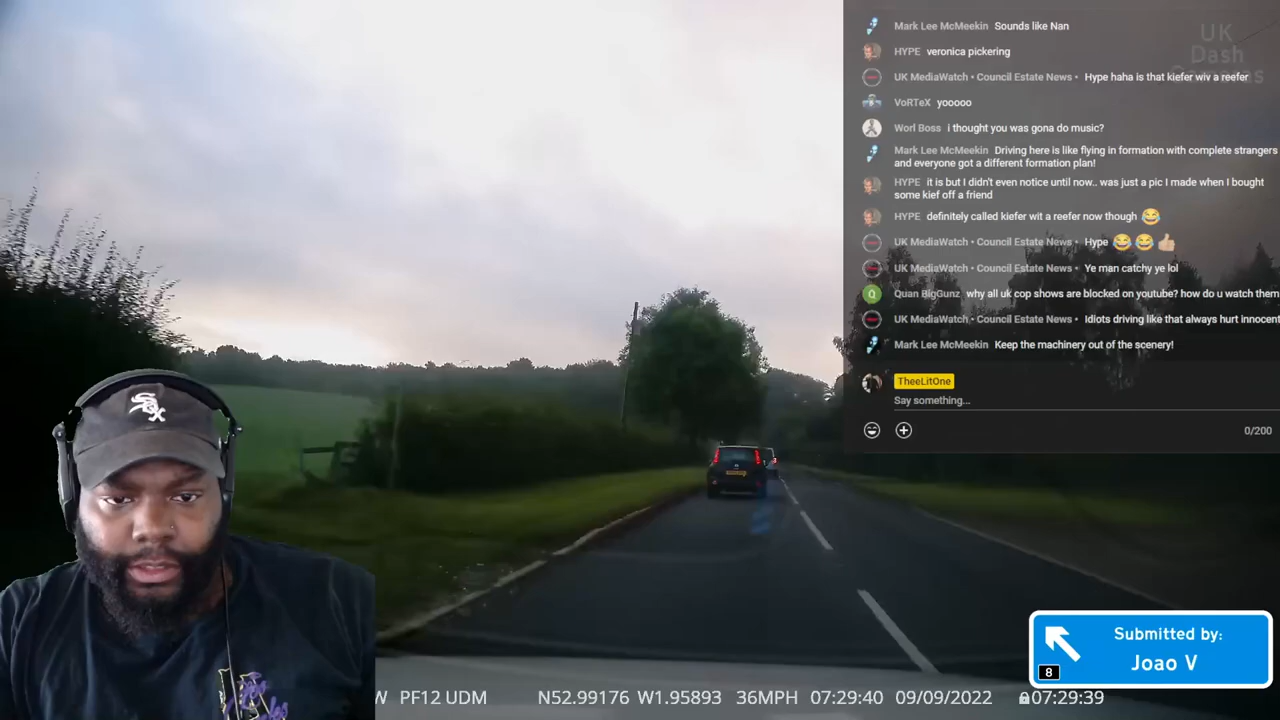 UK
Dash
Mark Lee McMeekin Sounds like Nan
HYPE veronica pickering
UK MediaWatch • Council Estate News • Hype haha is that kiefer wiv a reefer
VoRTeX yooooo
Worl Boss i thought you was gona do music?
Mark Lee McMeekin Driving here is like flying in formation with complete strangers
and everyone got a different formation plan!
HYPE it is but I didn't even notice until now.. was just a pic I made when I bought
some kief off a friend
HYPE definitely called kiefer wit a reefer now though 😂
UK MediaWatch • Council Estate News • Hype 😂 😂 👍
UK MediaWatch • Council Estate News • Ye man catchy ye lol
Q Quan BigGunz why all uk cop shows are blocked on youtube? how do u watch them
UK MediaWatch • Council Estate News • Idiots driving like that always hurt innocent
Mark Lee McMeekin Keep the machinery out of the scenery!
TheeLitOne
Say something...
0/200
Sox
Submitted by:
Joao V
8
W PF12 UDM N52.99176 W1.95893 36MPH 07:29:40 09/09/2022 07:29:39